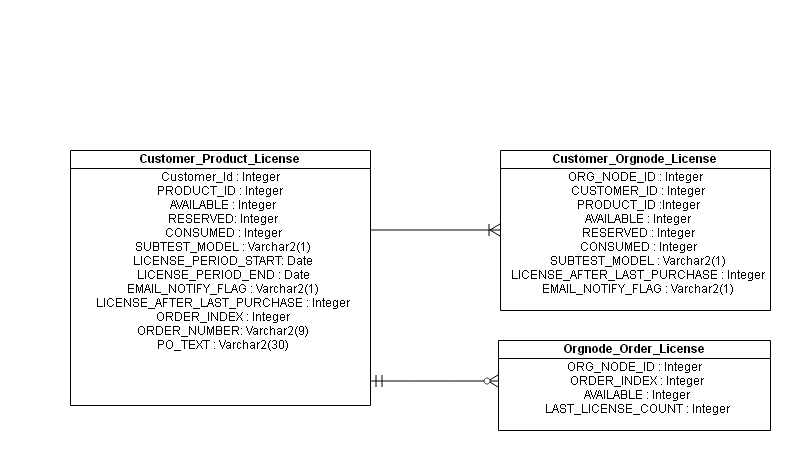 Customer_Product_License
Customer_Id : Integer
PRODUCT_ID : Integer
AVAILABLE : Integer
RESERVED: Integer
CONSUMED : Integer
SUBTEST_MODEL : Varchar2(1)
LICENSE_PERIOD_START: Date
LICENSE_PERIOD_END : Date
EMAIL_NOTIFY_FLAG : Varchar2(1)
LICENSE_AFTER_LAST_PURCHASE : Integer
ORDER_INDEX : Integer
ORDER_NUMBER: Varchar2(9)
PO_TEXT : Varchar2(30)
Customer_Orgnode_License
ORG_NODE_ID : Integer
CUSTOMER_ID : Integer
PRODUCT_ID :Integer
AVAILABLE : Integer
RESERVED : Integer
CONSUMED : Integer
SUBTEST_MODEL : Varchar2(1)
LICENSE_AFTER_LAST_PURCHASE : Integer
EMAIL_NOTIFY_FLAG : Varchar2(1)
Orgnode_Order_License
ORG_NODE_ID : Integer
ORDER_INDEX : Integer
AVAILABLE : Integer
LAST_LICENSE_COUNT : Integer